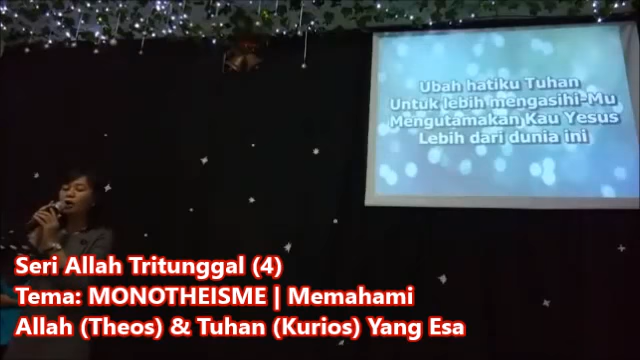 Ubah hatiku Tuhan
Untuk lebih mengasihi-Mu
Mengutamakan Kau Yesus
Lebih dari dunia ini
Seri Allah Tritunggal (4)
Tema: MONOTHEISME | Memahami
Allah (Theos) & Tuhan (Kurios) Yang Esa